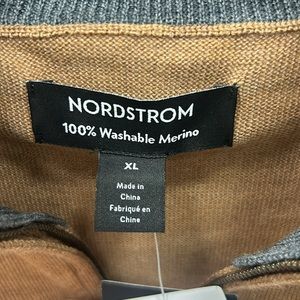 NORDSTROM
100% Washable Merino
XL
Made in
China
Fabriqué en
Chine